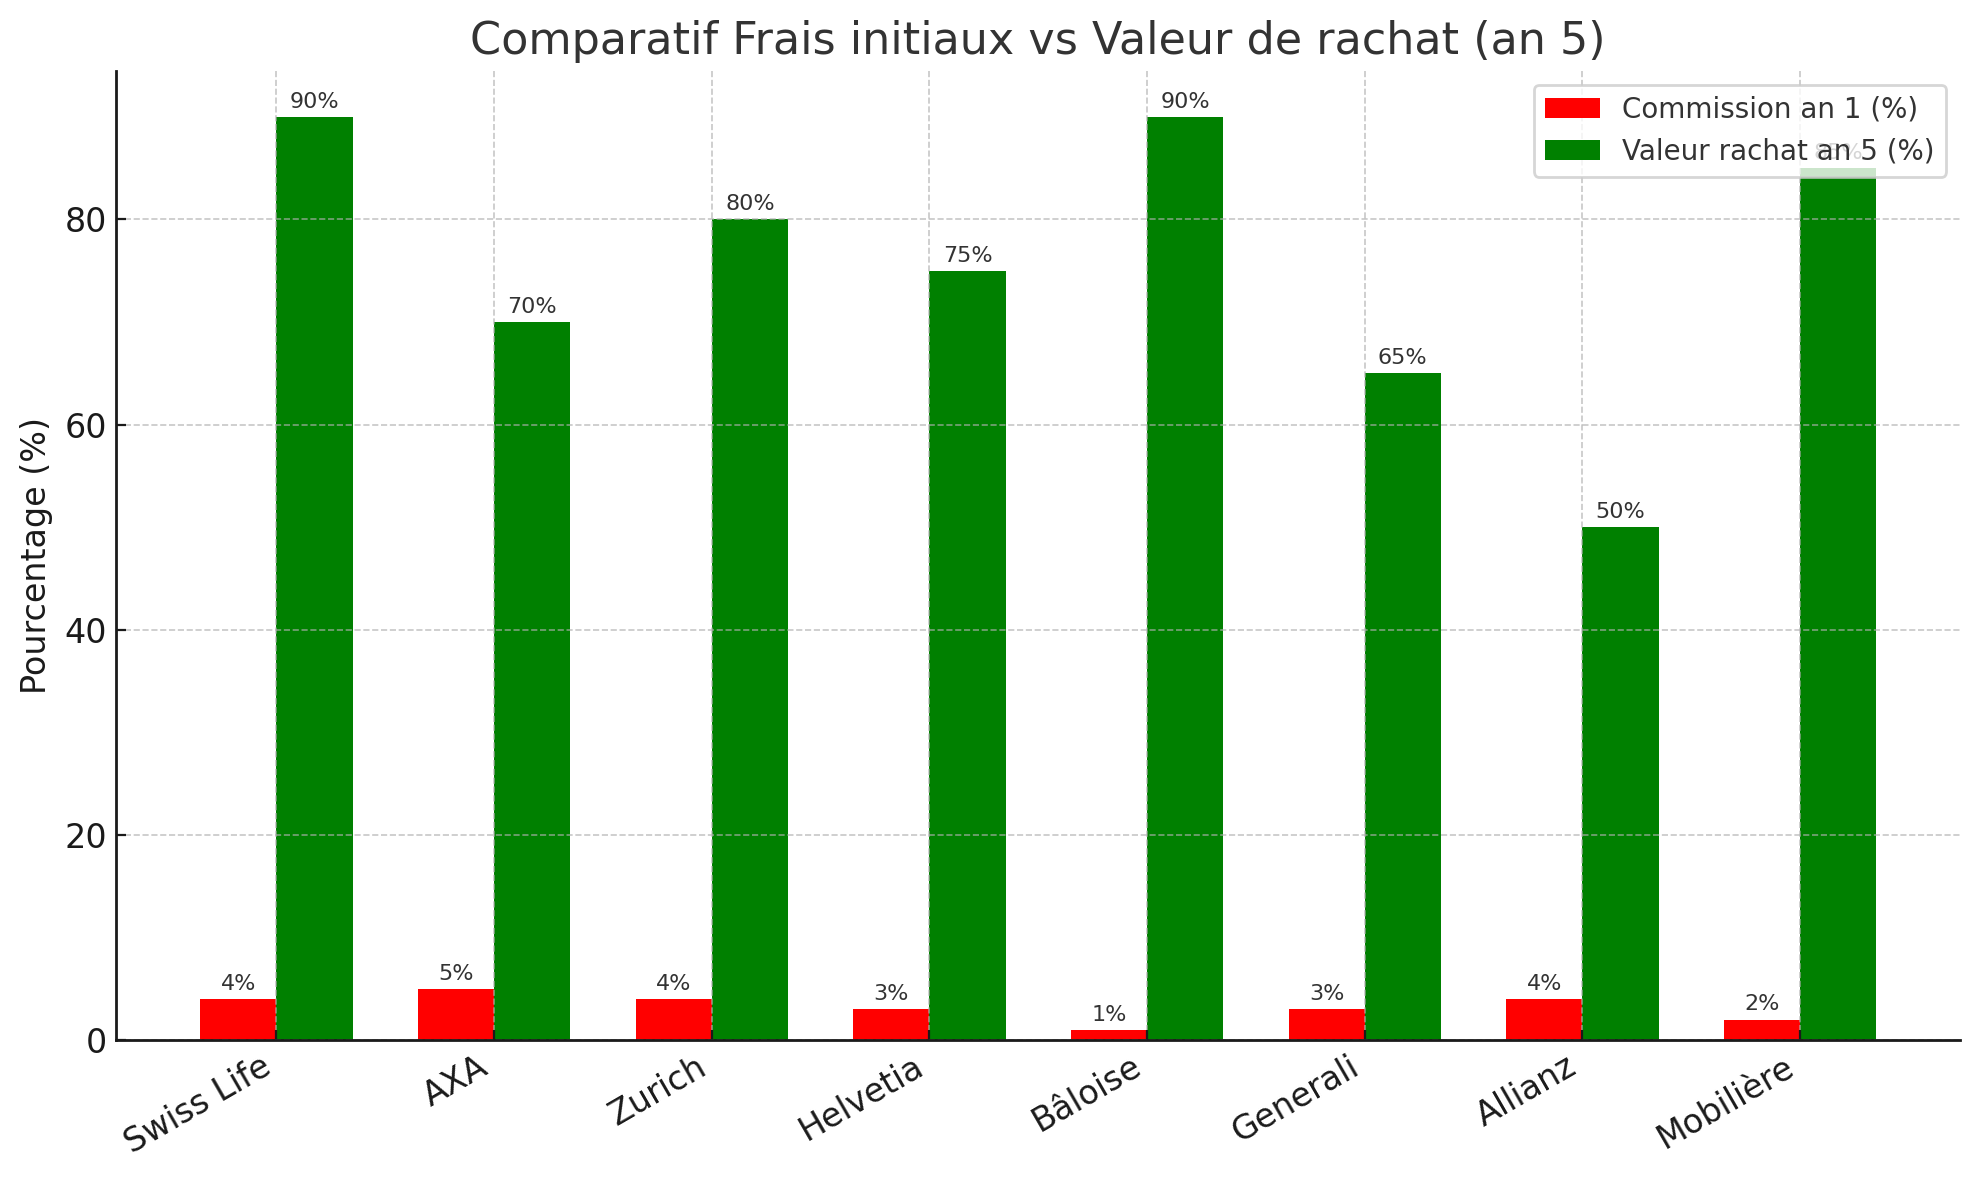 Comparatif Frais initiaux vs Valeur de rachat (an 5)
Commission an 1 (%)
Valeur rachat an 5 (%)
Pourcentage (%)
80
60
40
20
0
4%
90%
5%
70%
4%
80%
3%
75%
1%
90%
3%
65%
4%
50%
2%
Swiss Life
AXA
Zurich
Helvetia
Bâloise
Generali
Allianz
Mobilière